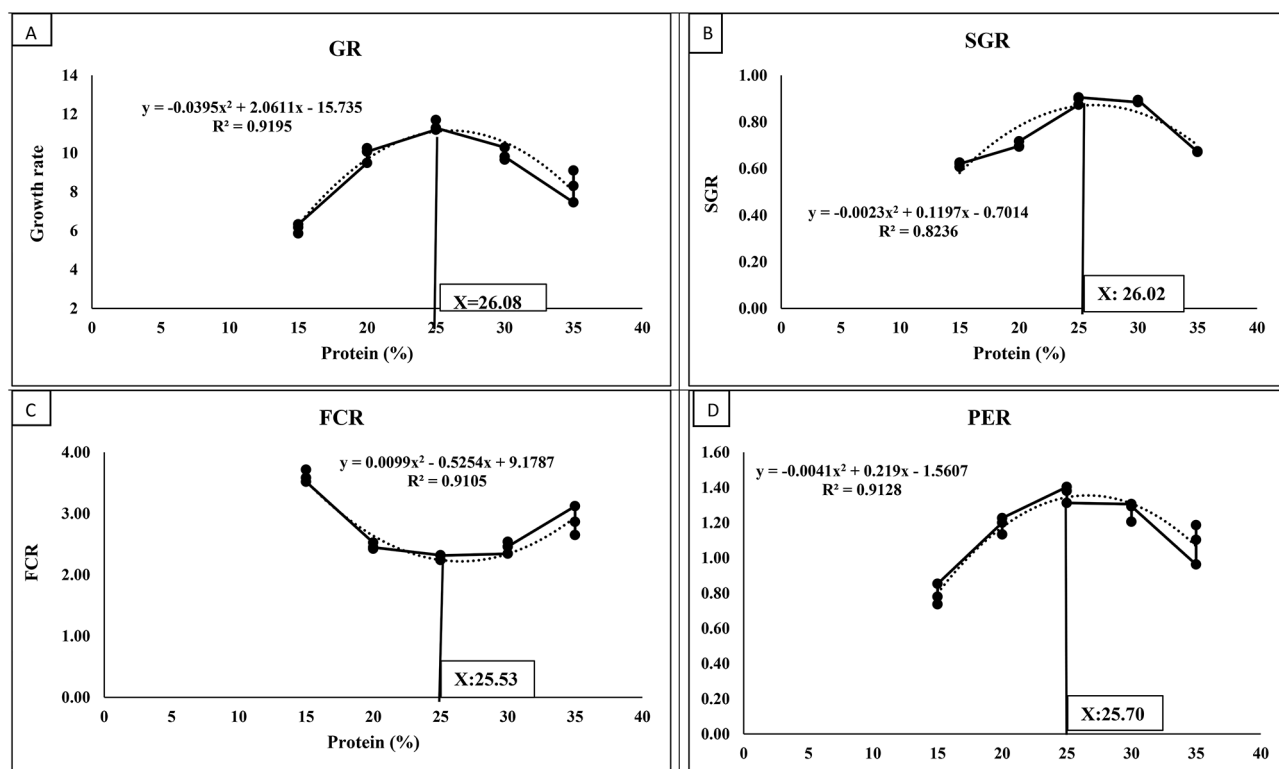 A
GR
14
12
10
8
6
4
2
y = -0.0395x² + 2.0611x - 15.735
R² = 0.9195
Growth rate
X=26.08
0 5 10 15 20 25 30 35 40
Protein (%)
B
SGR
1.00
0.80
0.60
0.40
0.20
0.00
SGR
y = -0.0023x² + 0.1197x - 0.7014
R² = 0.8236
X: 26.02
0 5 10 15 20 25 30 35 40
Protein (%)
C
FCR
4.00
3.00
2.00
1.00
0.00
y = 0.0099x² - 0.5254x + 9.1787
R² = 0.9105
FCR
X:25.53
0 5 10 15 20 25 30 35 40
Protein (%)
D
PER
1.60
1.40
1.20
1.00
0.80
0.60
0.40
0.20
0.00
y = -0.0041x² + 0.219x - 1.5607
R² = 0.9128
X:25.70
0 5 10 15 20 25 30 35 40